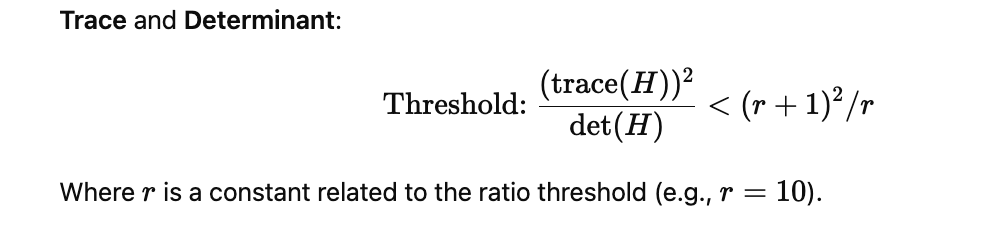 Trace and Determinant:
Threshold: (trace(H))² / det(H) < (r + 1)²/r
Where r is a constant related to the ratio threshold (e.g., r = 10).